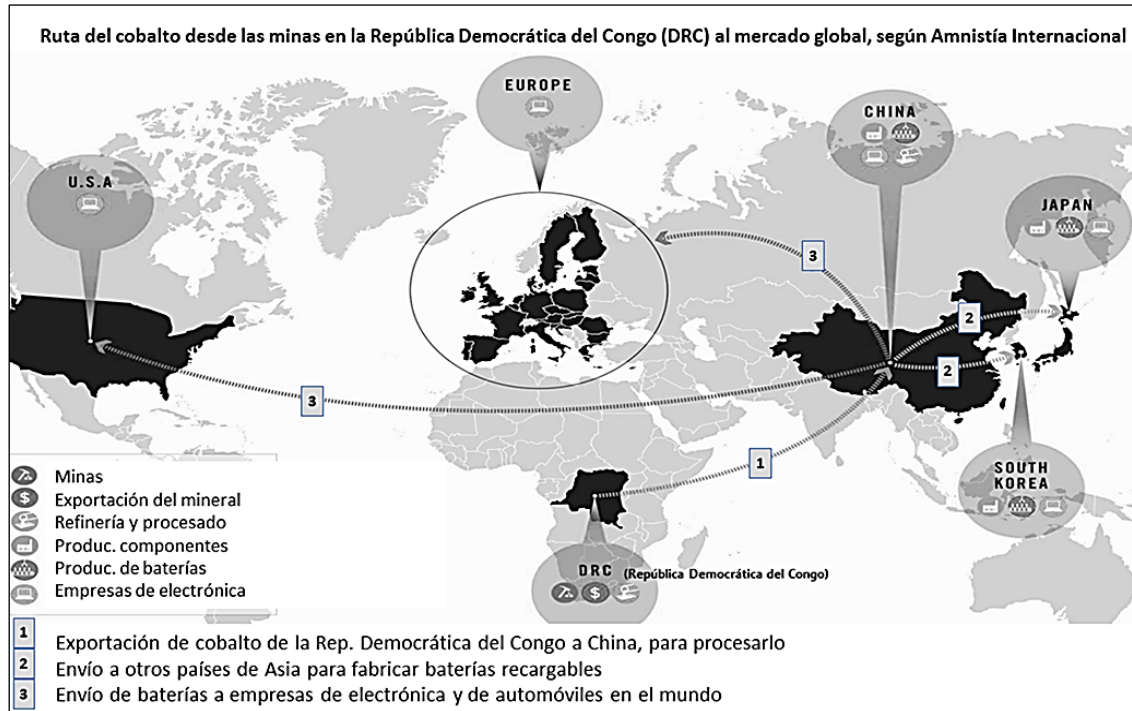 Ruta del cobalto desde las minas en la República Democrática del Congo (DRC) al mercado global, según Amnistía Internacional
EUROPE
CHINA
U.S.A
JAPAN
3
2
2
3
1
SOUTH
KOREA
Minas
$ Exportación del mineral
Refinería y procesado
Produc. componentes
Produc. de baterías
Empresas de electrónica
DRC (República Democrática del Congo)
$
1 Exportación de cobalto de la Rep. Democrática del Congo a China, para procesarlo
2 Envío a otros países de Asia para fabricar baterías recargables
3 Envío de baterías a empresas de electrónica y de automóviles en el mundo